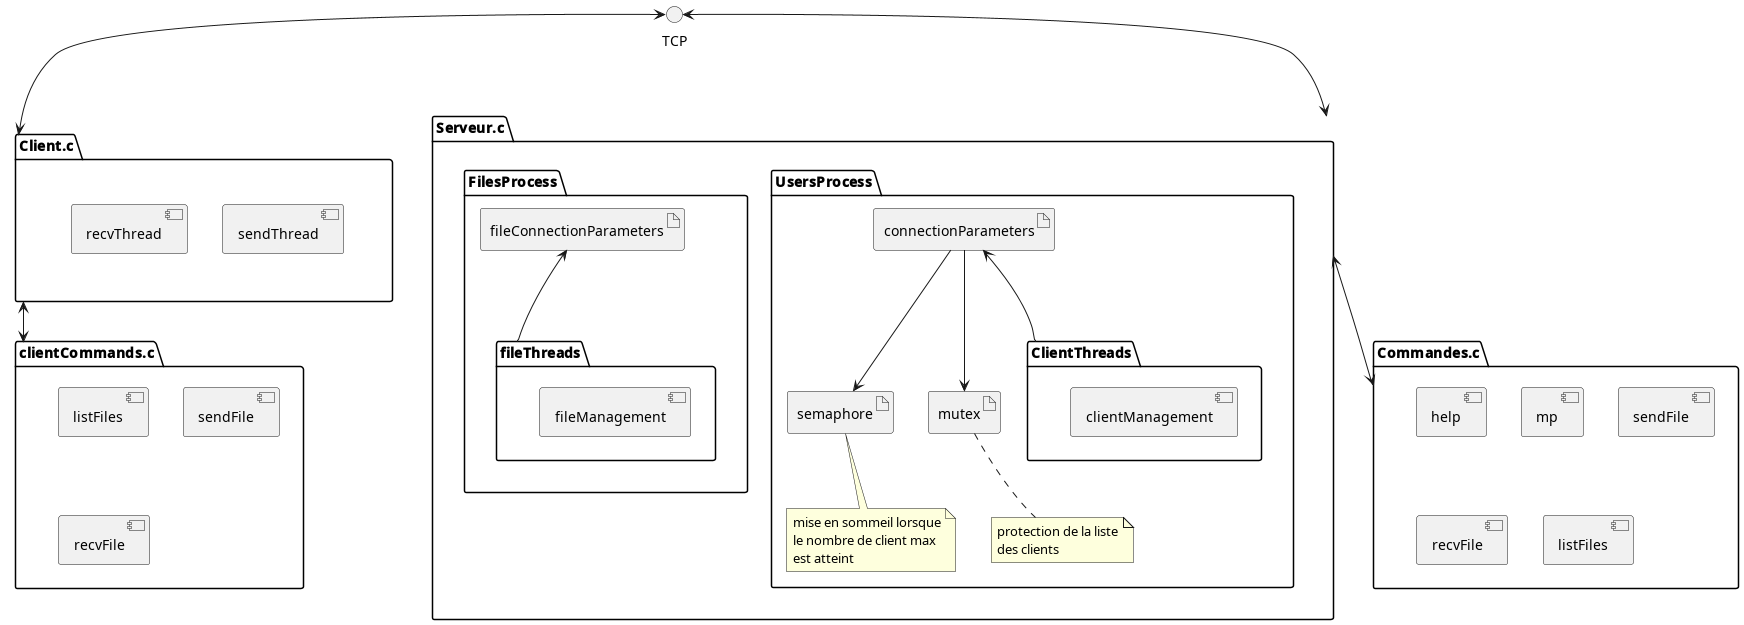 TCP
Client.c
recvThread
sendThread
clientCommands.c
listFiles
sendFile
recvFile
Serveur.c
FilesProcess
fileConnectionParameters
fileThreads
fileManagement
UsersProcess
connectionParameters
semaphore
mutex
ClientThreads
clientManagement
mise en sommeil lorsque
le nombre de client max
est atteint
protection de la liste
des clients
Commandes.c
help
mp
sendFile
recvFile
listFiles